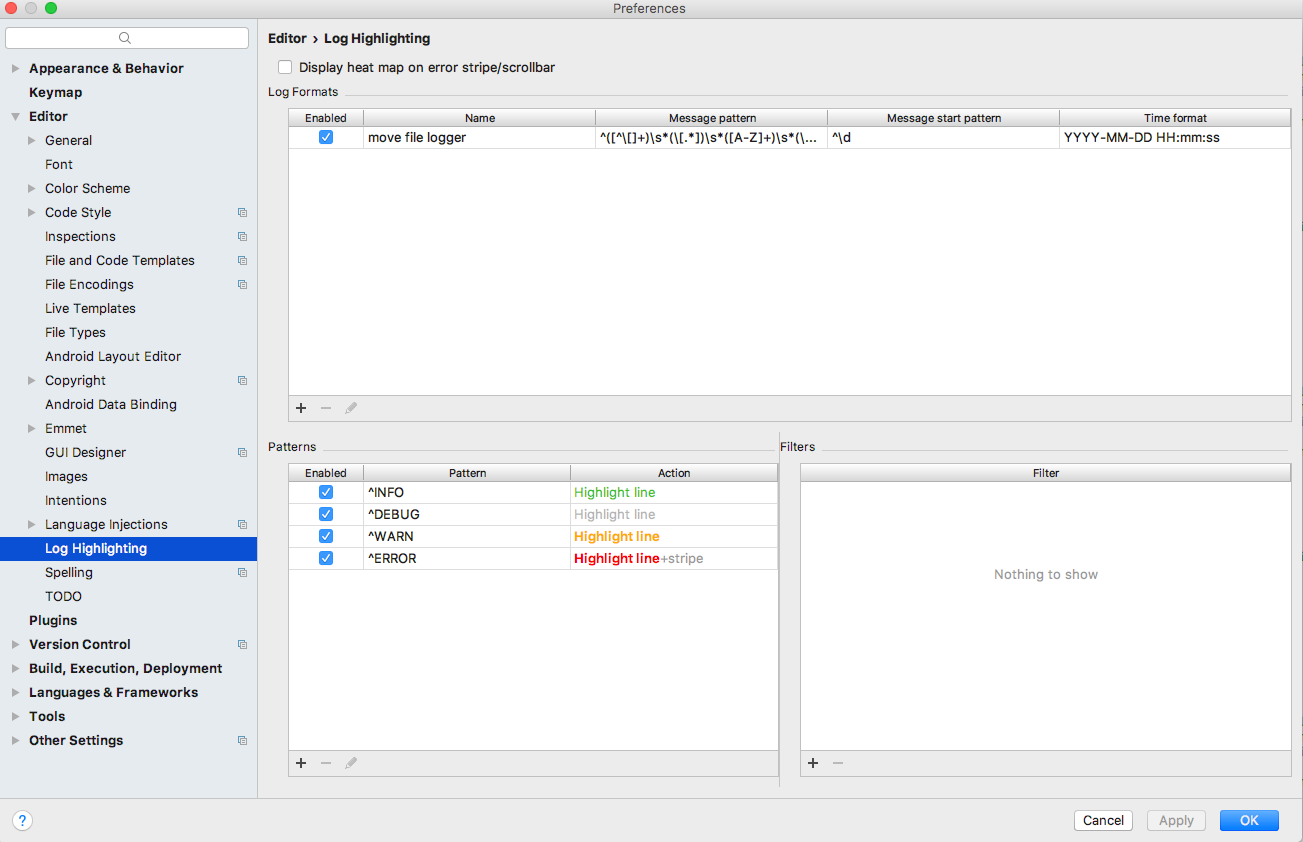 Preferences
Appearance & Behavior
Keymap
Editor
General
Font
Color Scheme
Code Style
Inspections
File and Code Templates
File Encodings
Live Templates
File Types
Android Layout Editor
Copyright
Android Data Binding
Emmet
GUI Designer
Images
Intentions
Language Injections
Log Highlighting
Spelling
TODO
Plugins
Version Control
Build, Execution, Deployment
Languages & Frameworks
Tools
Other Settings
Editor › Log Highlighting
Display heat map on error stripe/scrollbar
Log Formats
Enabled Name Message pattern Message start pattern Time format
move file logger ^([^\[]+)\s*(\[.*])\s*([A-Z]+)\s*(\... ^\d YYYY-MM-DD HH:mm:ss
Patterns
Enabled Pattern Action
^INFO Highlight line
^DEBUG Highlight line
^WARN Highlight line
^ERROR Highlight line+stripe
Filters
Filter
Nothing to show
? Cancel Apply OK